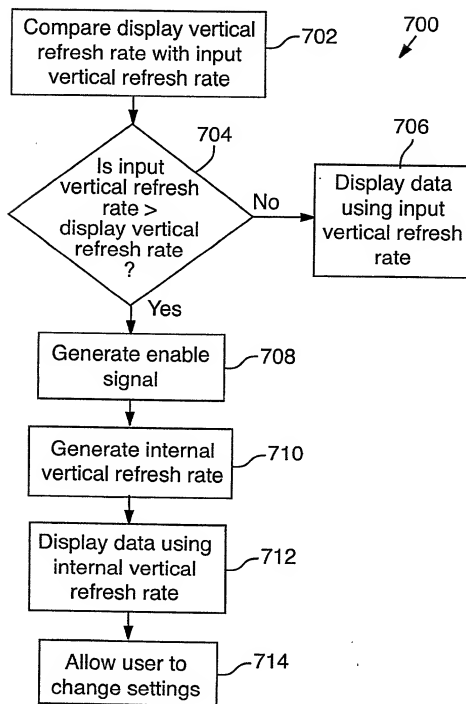 Compare display vertical
refresh rate with input
vertical refresh rate
702
700
Is input
vertical refresh
rate >
display vertical
refresh rate
?
704
No
706
Display data
using input
vertical refresh
rate
Yes
Generate enable
signal
708
Generate internal
vertical refresh rate
710
Display data using
internal vertical
refresh rate
712
Allow user to
change settings
714